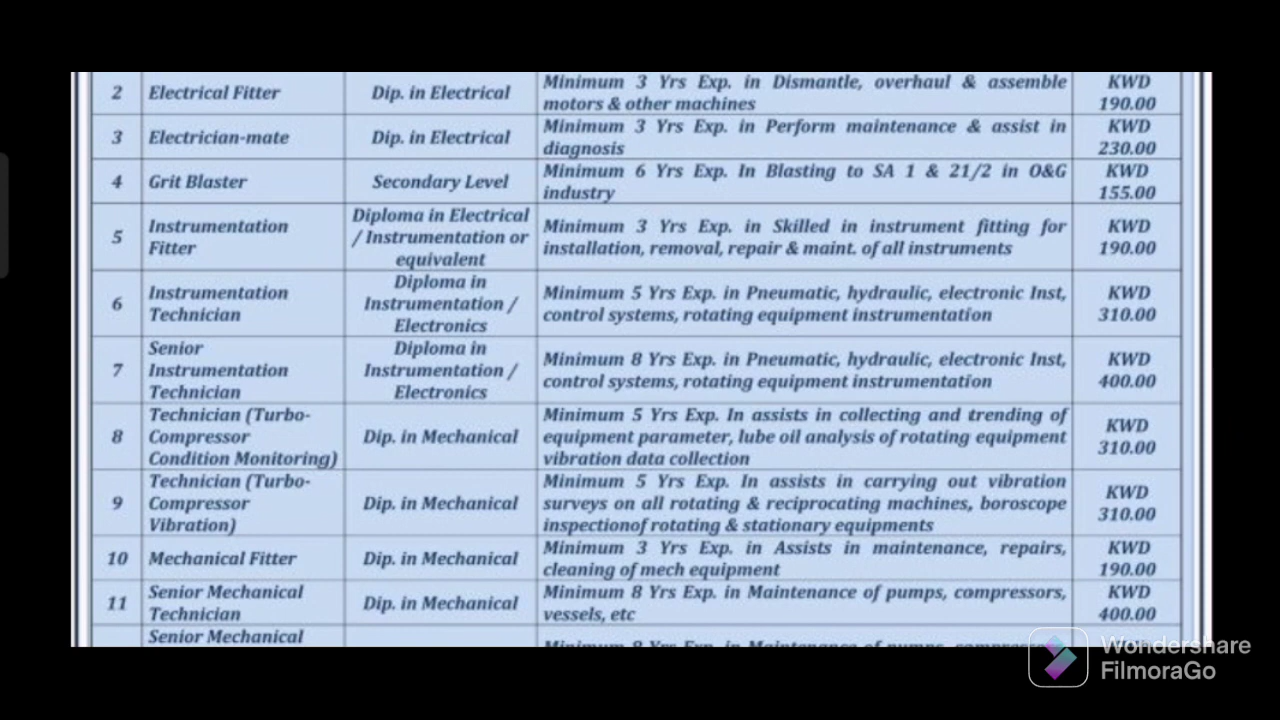 2 Electrical Fitter Dip. in Electrical Minimum 3 Yrs Exp. in Dismantle, overhaul & assemble motors & other machines KWD 190.00
3 Electrician-mate Dip. in Electrical Minimum 3 Yrs Exp. in Perform maintenance & assist in diagnosis KWD 230.00
4 Grit Blaster Secondary Level Minimum 6 Yrs Exp. In Blasting to SA 1 & 21/2 in O&G industry KWD 155.00
5 Instrumentation Fitter Diploma in Electrical / Instrumentation or equivalent Minimum 3 Yrs Exp. in Skilled in instrument fitting for installation, removal, repair & maint. of all instruments KWD 190.00
6 Instrumentation Technician Diploma in Instrumentation / Electronics Minimum 5 Yrs Exp. in Pneumatic, hydraulic, electronic Inst, control systems, rotating equipment instrumentation KWD 310.00
7 Senior Instrumentation Technician Diploma in Instrumentation / Electronics Minimum 8 Yrs Exp. in Pneumatic, hydraulic, electronic Inst, control systems, rotating equipment instrumentation KWD 400.00
8 Technician (Turbo-Compressor Condition Monitoring) Dip. in Mechanical Minimum 5 Yrs Exp. In assists in collecting and trending of equipment parameter, lube oil analysis of rotating equipment vibration data collection KWD 310.00
9 Technician (Turbo-Compressor Vibration) Dip. in Mechanical Minimum 5 Yrs Exp. In assists in carrying out vibration surveys on all rotating & reciprocating machines, boroscope inspectionof rotating & stationary equipments KWD 310.00
10 Mechanical Fitter Dip. in Mechanical Minimum 3 Yrs Exp. in Assists in maintenance, repairs, cleaning of mech equipment KWD 190.00
11 Senior Mechanical Technician Dip. in Mechanical Minimum 8 Yrs Exp. in Maintenance of pumps, compressors, vessels, etc KWD 400.00
Senior Mechanical Minimum 8 Yrs Exp. in Maintenance of pumps,
Wondershare
FilmoraGo